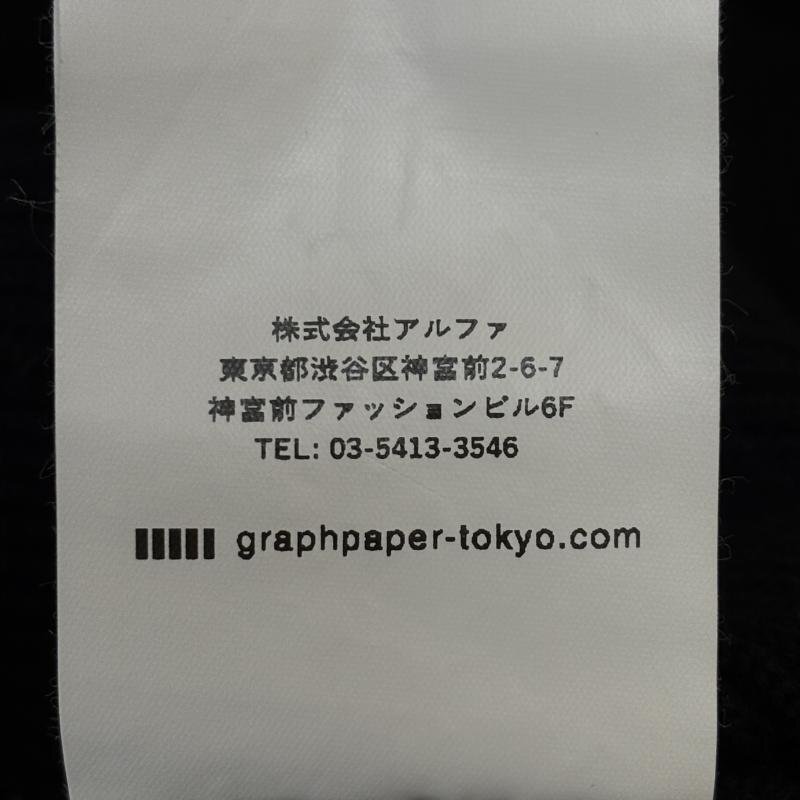 株式会社アルファ
東京都渋谷区神宮前2-6-7
神宮前ファッションビル6F
TEL: 03-5413-3546
graphpaper-tokyo.com